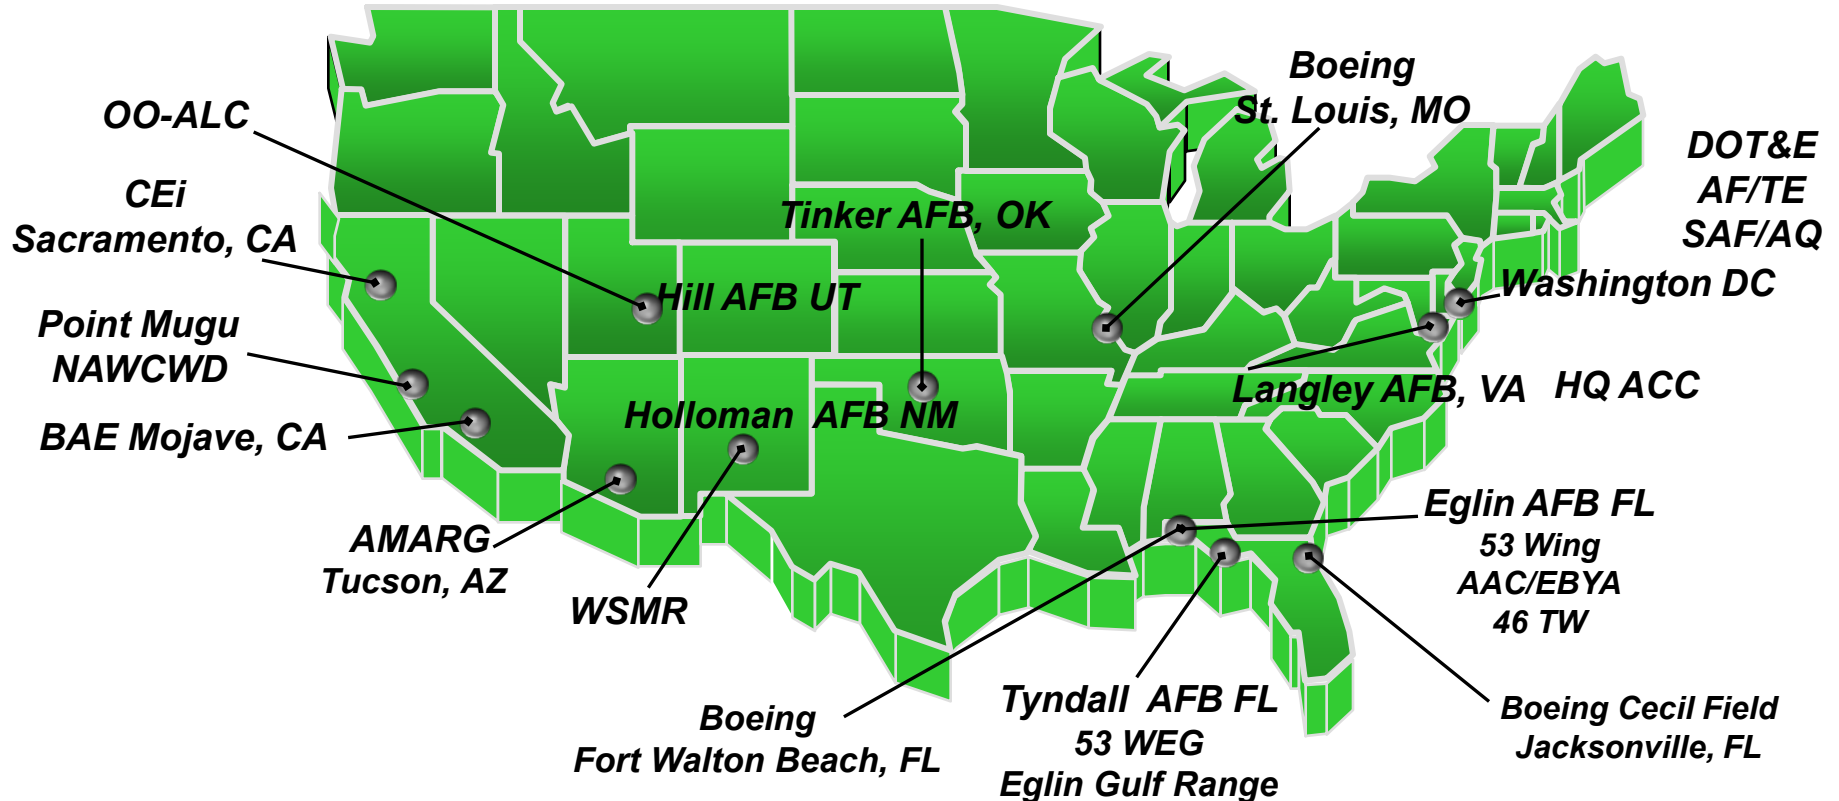 Boeing
St. Louis, MO
OO-ALC
DOT&E
AF/TE
SAF/AQ
CEi
Sacramento, CA
Tinker AFB, OK
Washington DC
Hill AFB UT
Point Mugu
NAWCWD
Langley AFB, VA HQ ACC
Holloman AFB NM
BAE Mojave, CA
Eglin AFB FL
53 Wing
AAC/EBYA
46 TW
AMARG
Tucson, AZ
WSMR
Boeing
Fort Walton Beach, FL
Tyndall AFB FL
53 WEG
Eglin Gulf Range
Boeing Cecil Field
Jacksonville, FL